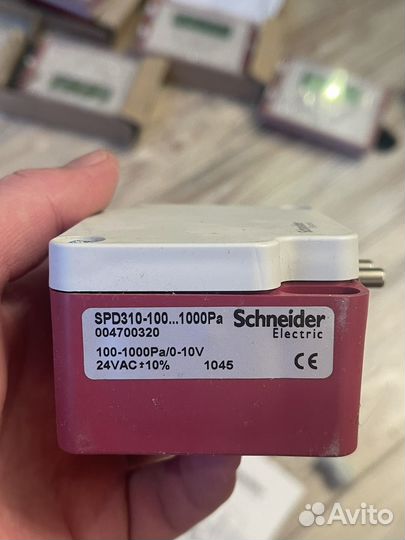 SPD310-100...1000Pa Schneider
004700320 Electric
100-1000Pa/0-10V
24VAC ±10% 1045 CE
Avito